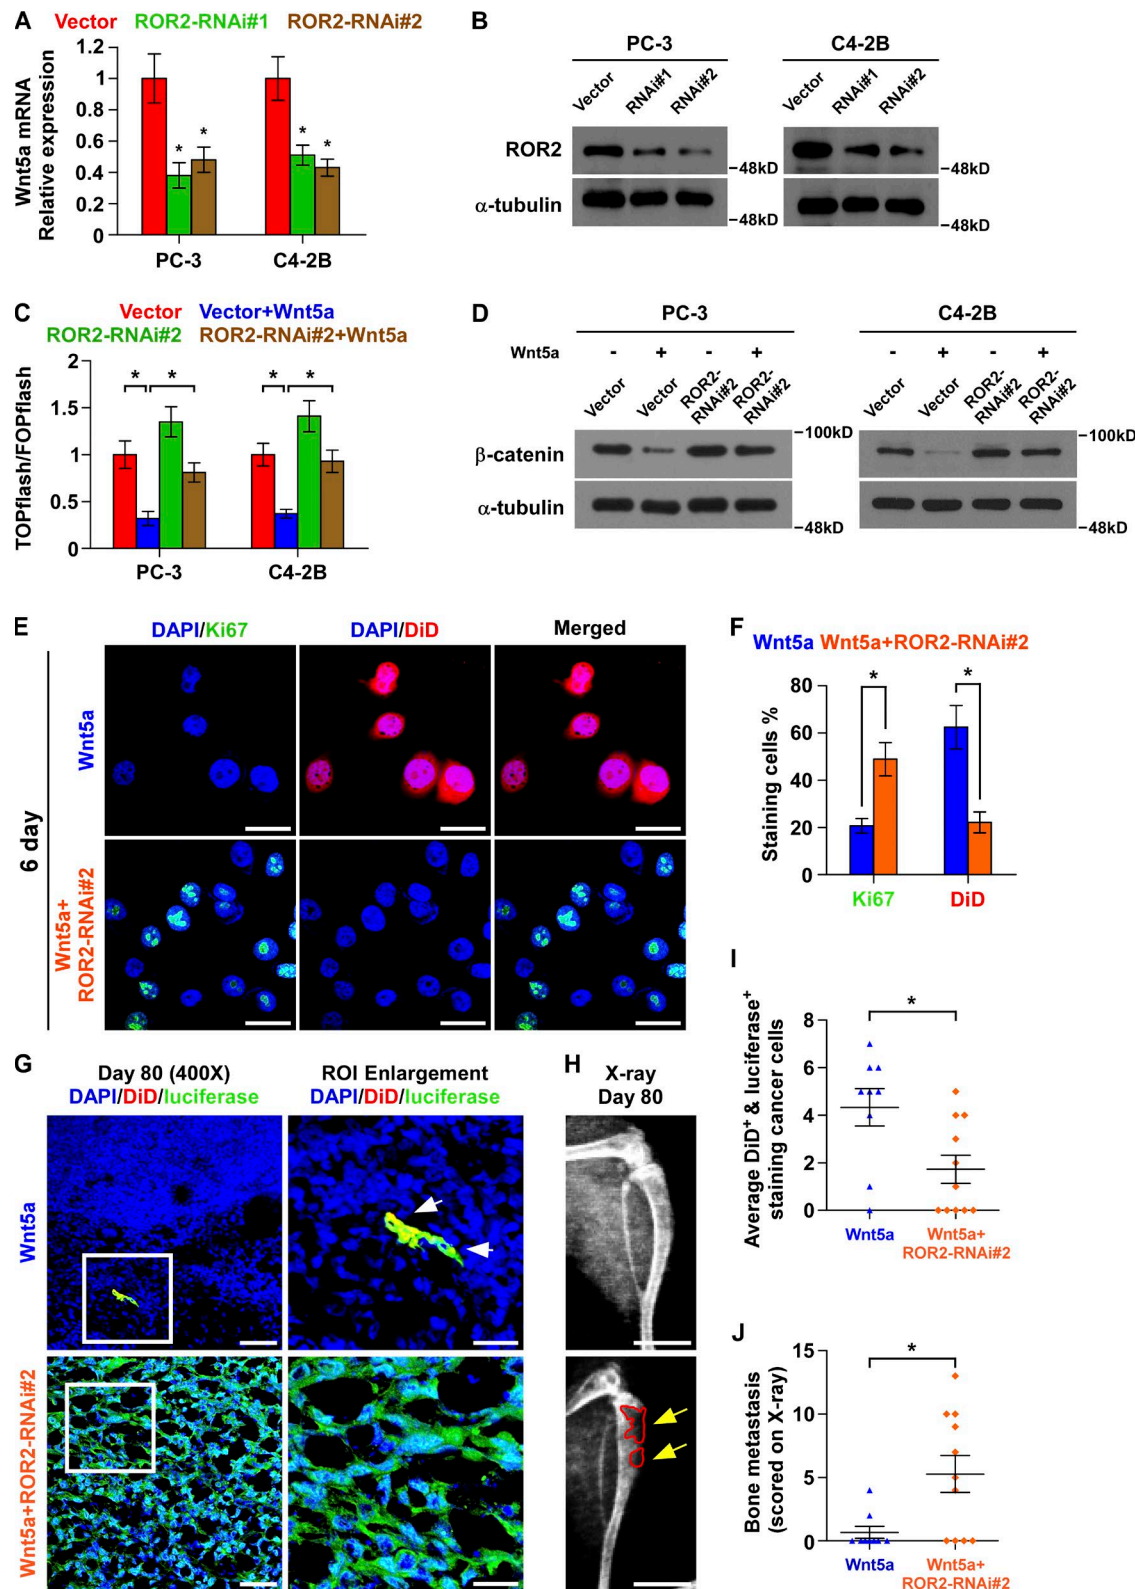 A
Vector ROR2-RNAi#1 ROR2-RNAi#2
Wnt5a mRNA
Relative expression
1.2
1
0.8
0.6
0.4
0.2
0
* * * *
PC-3 C4-2B
B
PC-3 C4-2B
Vector RNAi#1 RNAi#2 Vector RNAi#1 RNAi#2
ROR2 –48kD –48kD
α-tubulin –48kD –48kD
C
Vector Vector+Wnt5a
ROR2-RNAi#2 ROR2-RNAi#2+Wnt5a
TOPflash/FOPflash
2
1.5
1
0.5
0
* * * *
PC-3 C4-2B
D
PC-3 C4-2B
Wnt5a - + - + - + - +
Vector Vector ROR2-RNAi#2 ROR2-RNAi#2 Vector Vector ROR2-RNAi#2 ROR2-RNAi#2
β-catenin –100kD –100kD
α-tubulin –48kD –48kD
E
DAPI/Ki67 DAPI/DiD Merged
6 day
Wnt5a
Wnt5a+
ROR2-RNAi#2
F
Wnt5a Wnt5a+ROR2-RNAi#2
Staining cells %
80
60
40
20
0
* *
Ki67 DiD
G
Day 80 (400X) ROI Enlargement
DAPI/DiD/luciferase DAPI/DiD/luciferase
Wnt5a
Wnt5a+ROR2-RNAi#2
H
X-ray
Day 80
I
Average DiD+ & luciferase+
staining cancer cells
8
6
4
2
0
*
Wnt5a Wnt5a+
ROR2-RNAi#2
J
Bone metastasis
(scored on X-ray)
15
10
5
0
*
Wnt5a Wnt5a+
ROR2-RNAi#2